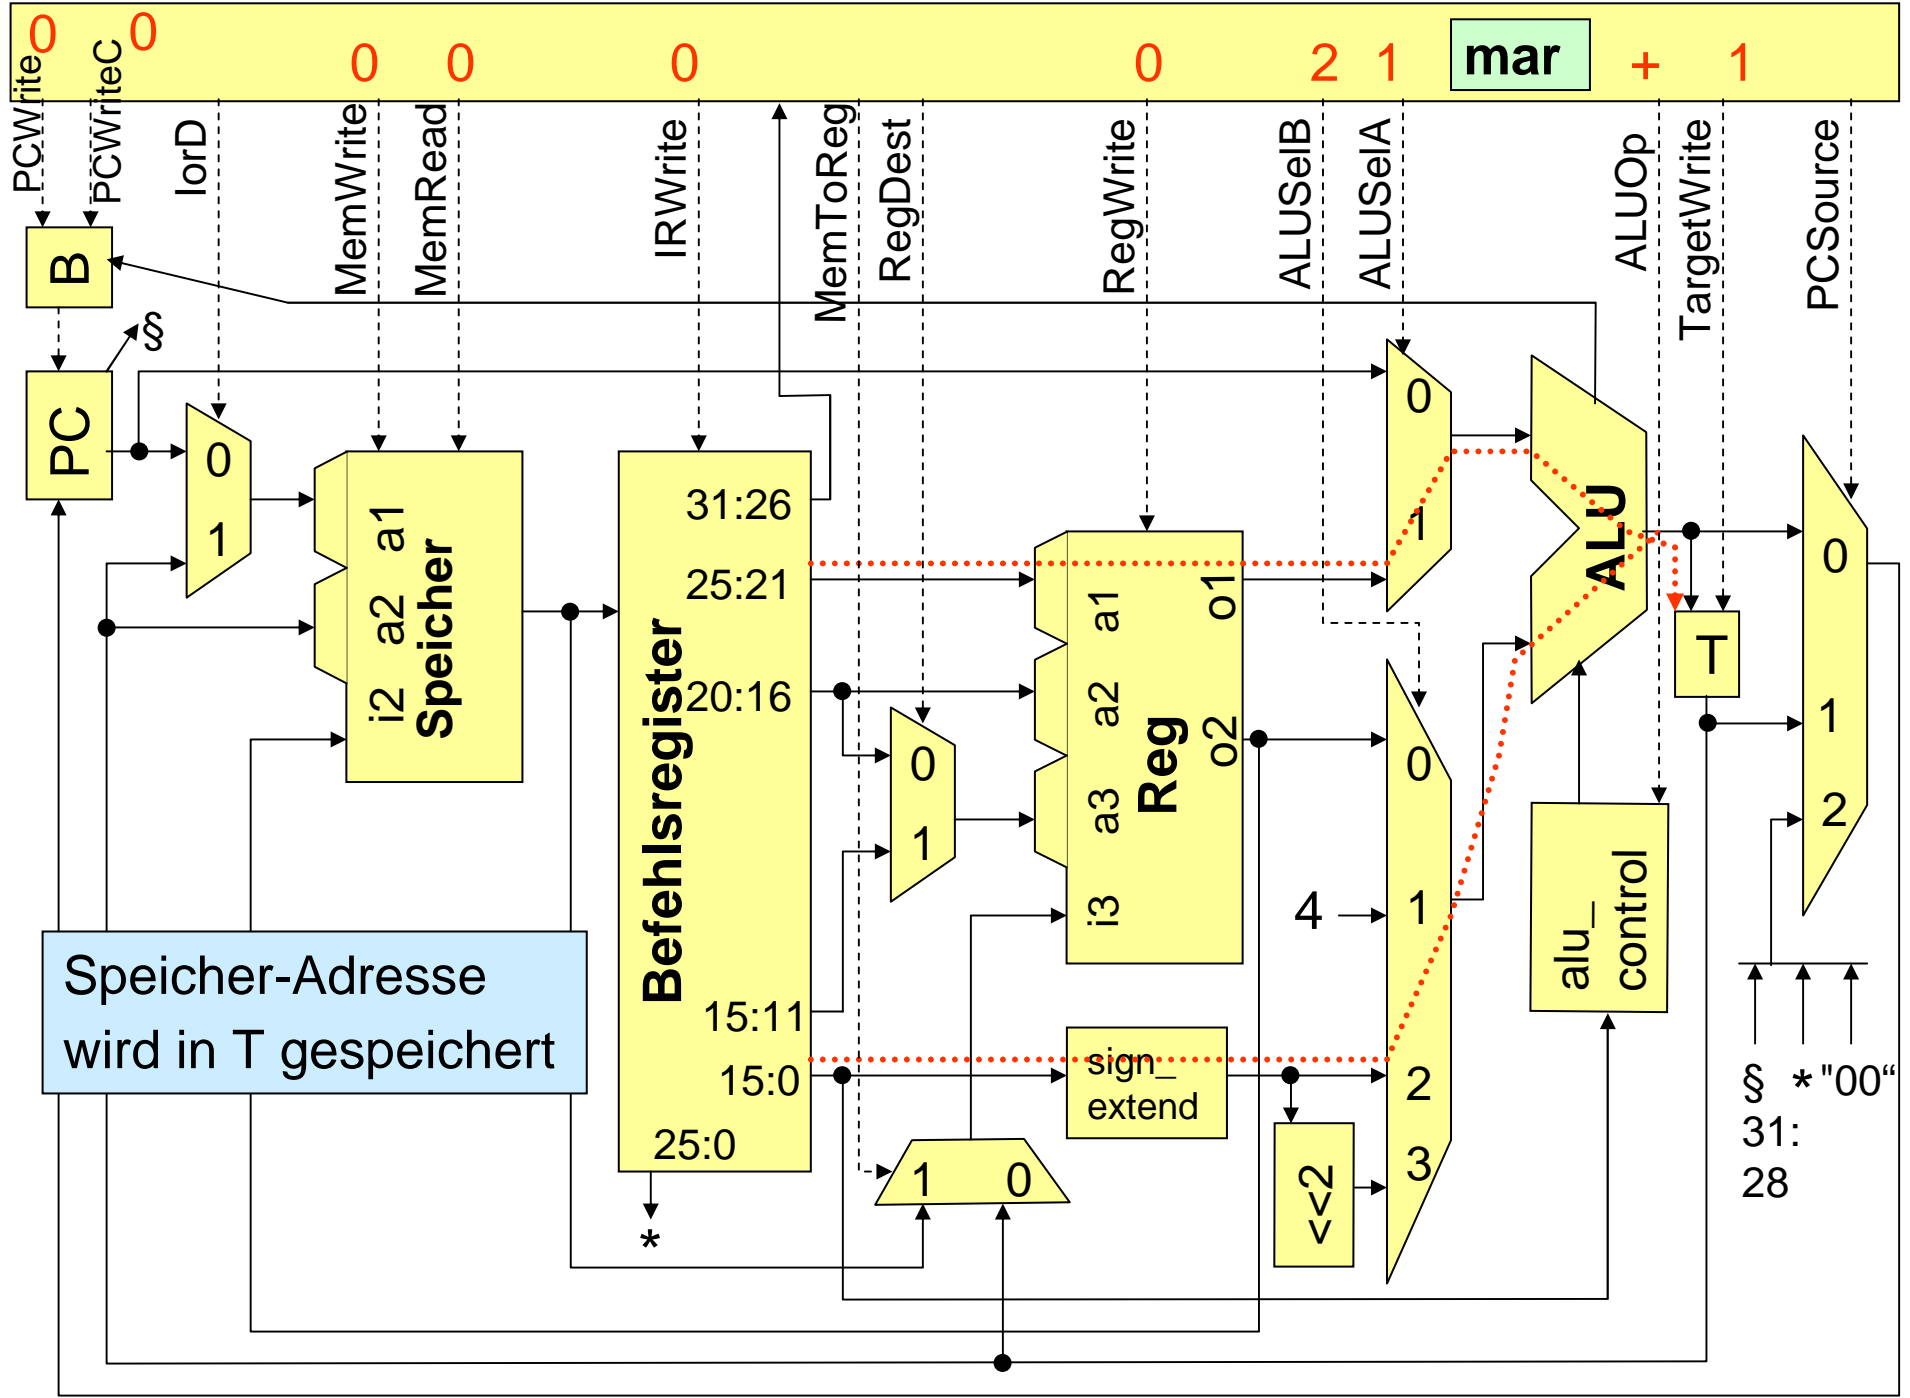 0 0 0 0 0 0 2 1 mar + 1
PCWrite
PCWriteC
IorD
MemWrite
MemRead
IRWrite
MemToReg
RegDest
RegWrite
ALUSelB
ALUSelA
ALUOp
TargetWrite
PCSource
B
§
PC
0
1
a1
a2
i2
Speicher
Befehlsregister
31:26
25:21
20:16
15:11
15:0
25:0
*
0
1
a1
a2
a3
i3
o1
o2
Reg
0
1
0
1
2
3
4
sign_
extend
<<2
1 0
ALU
alu_
control
T
0
1
2
§ * "00“
31:
28
Speicher-Adresse
wird in T gespeichert